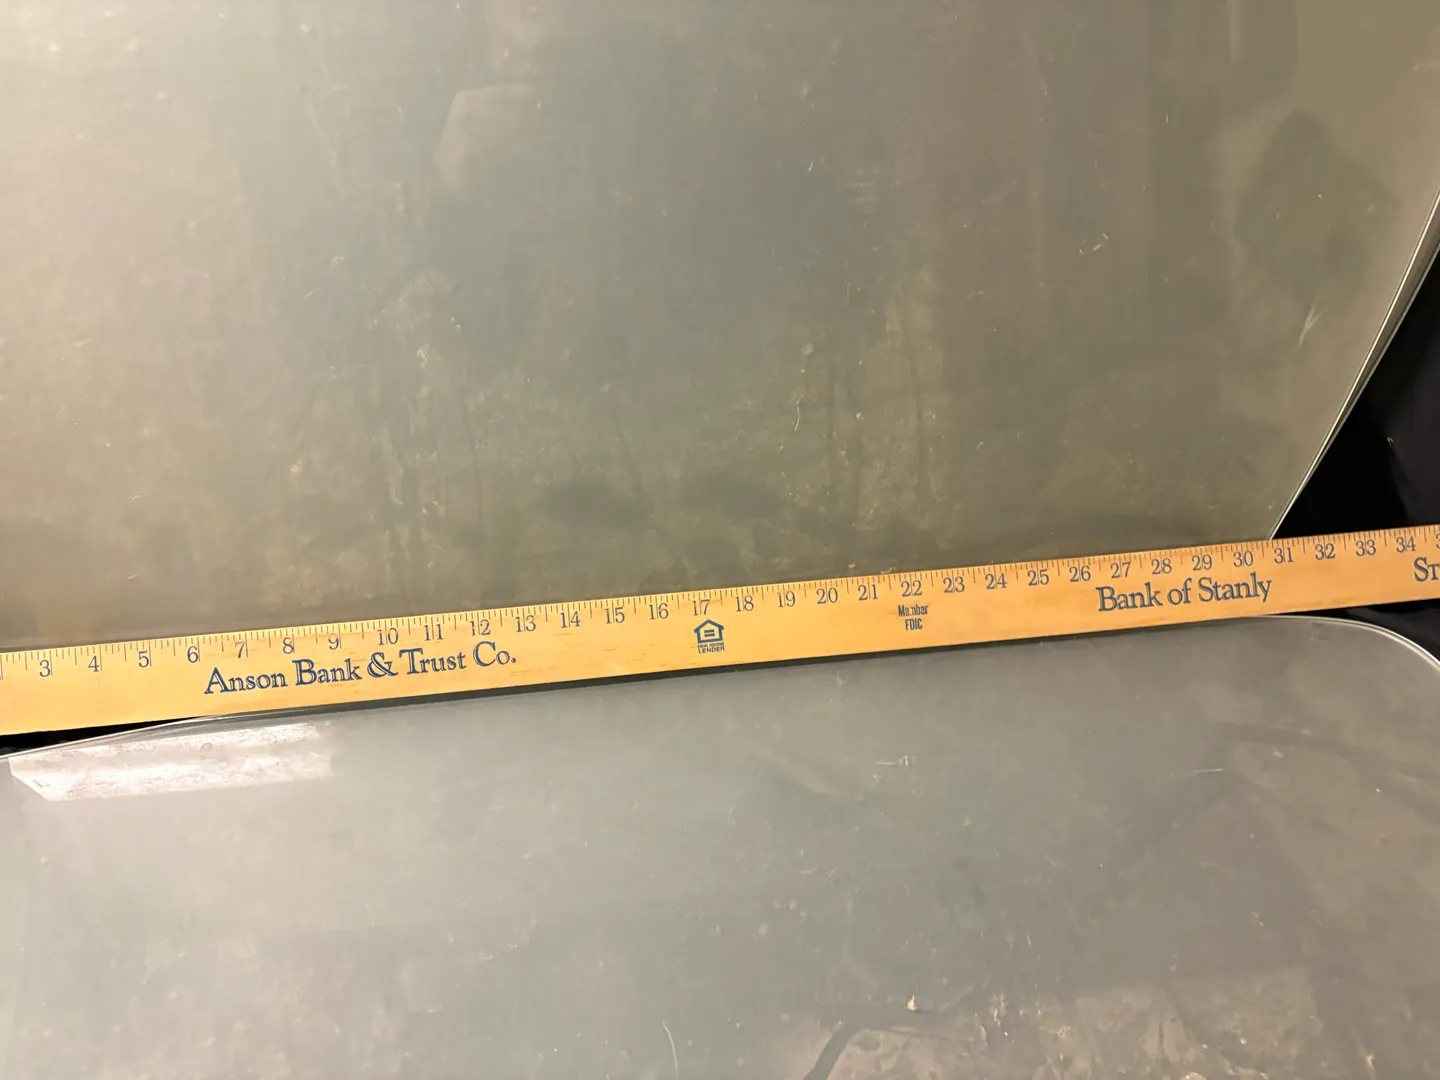 3 4 5 6 7 8 9 10 11 12 13 14 15 16 17 18 19 20 21 22 23 24 25 26 27 28 29 30 31 32 33 34
Anson Bank & Trust Co.
LENDER
Member
FDIC
Bank of Stanly
ST